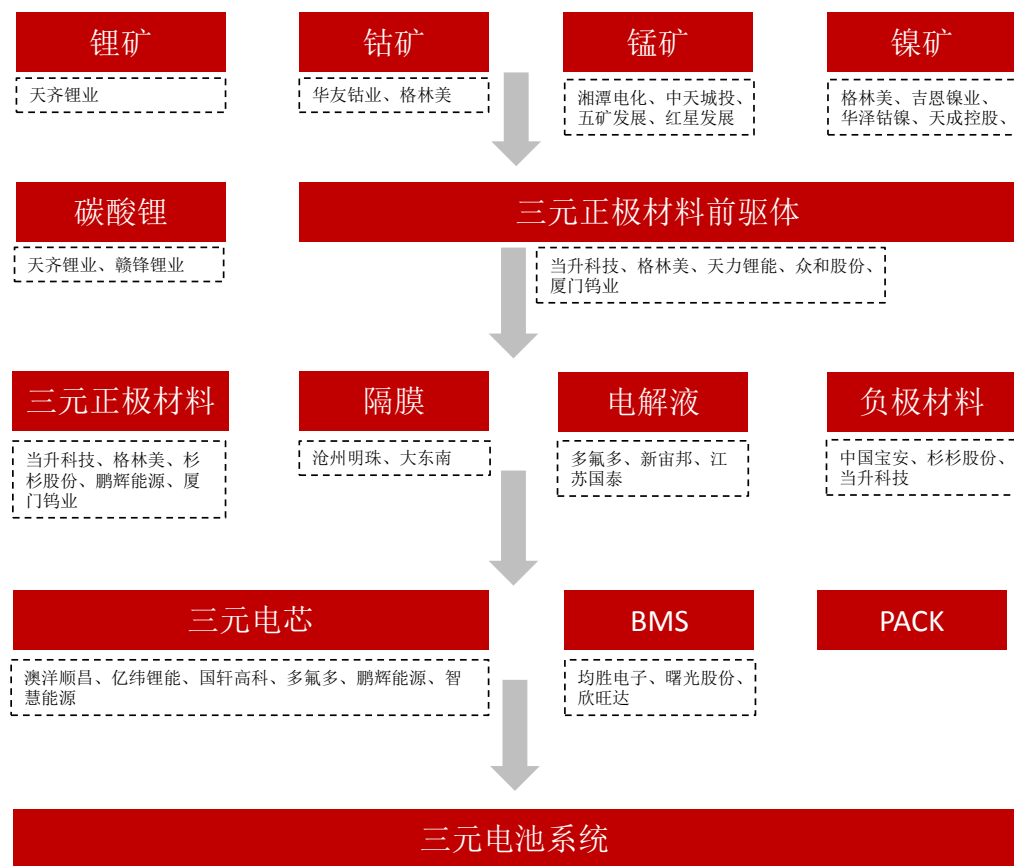 锂矿
钴矿
锰矿
镍矿
天齐锂业
华友钴业、格林美
湘潭电化、中天城投、
五矿发展、红星发展
格林美、吉恩镍业、
华泽钴镍、天成控股、
碳酸锂
三元正极材料前驱体
天齐锂业、赣锋锂业
当升科技、格林美、天力锂能、众和股份、
厦门钨业
三元正极材料
隔膜
电解液
负极材料
当升科技、格林美、杉
杉股份、鹏辉能源、厦
门钨业
沧州明珠、大东南
多氟多、新宙邦、江
苏国泰
中国宝安、杉杉股份、
当升科技
三元电芯
BMS
PACK
澳洋顺昌、亿纬锂能、国轩高科、多氟多、鹏辉能源、智
慧能源
均胜电子、曙光股份、
欣旺达
三元电池系统